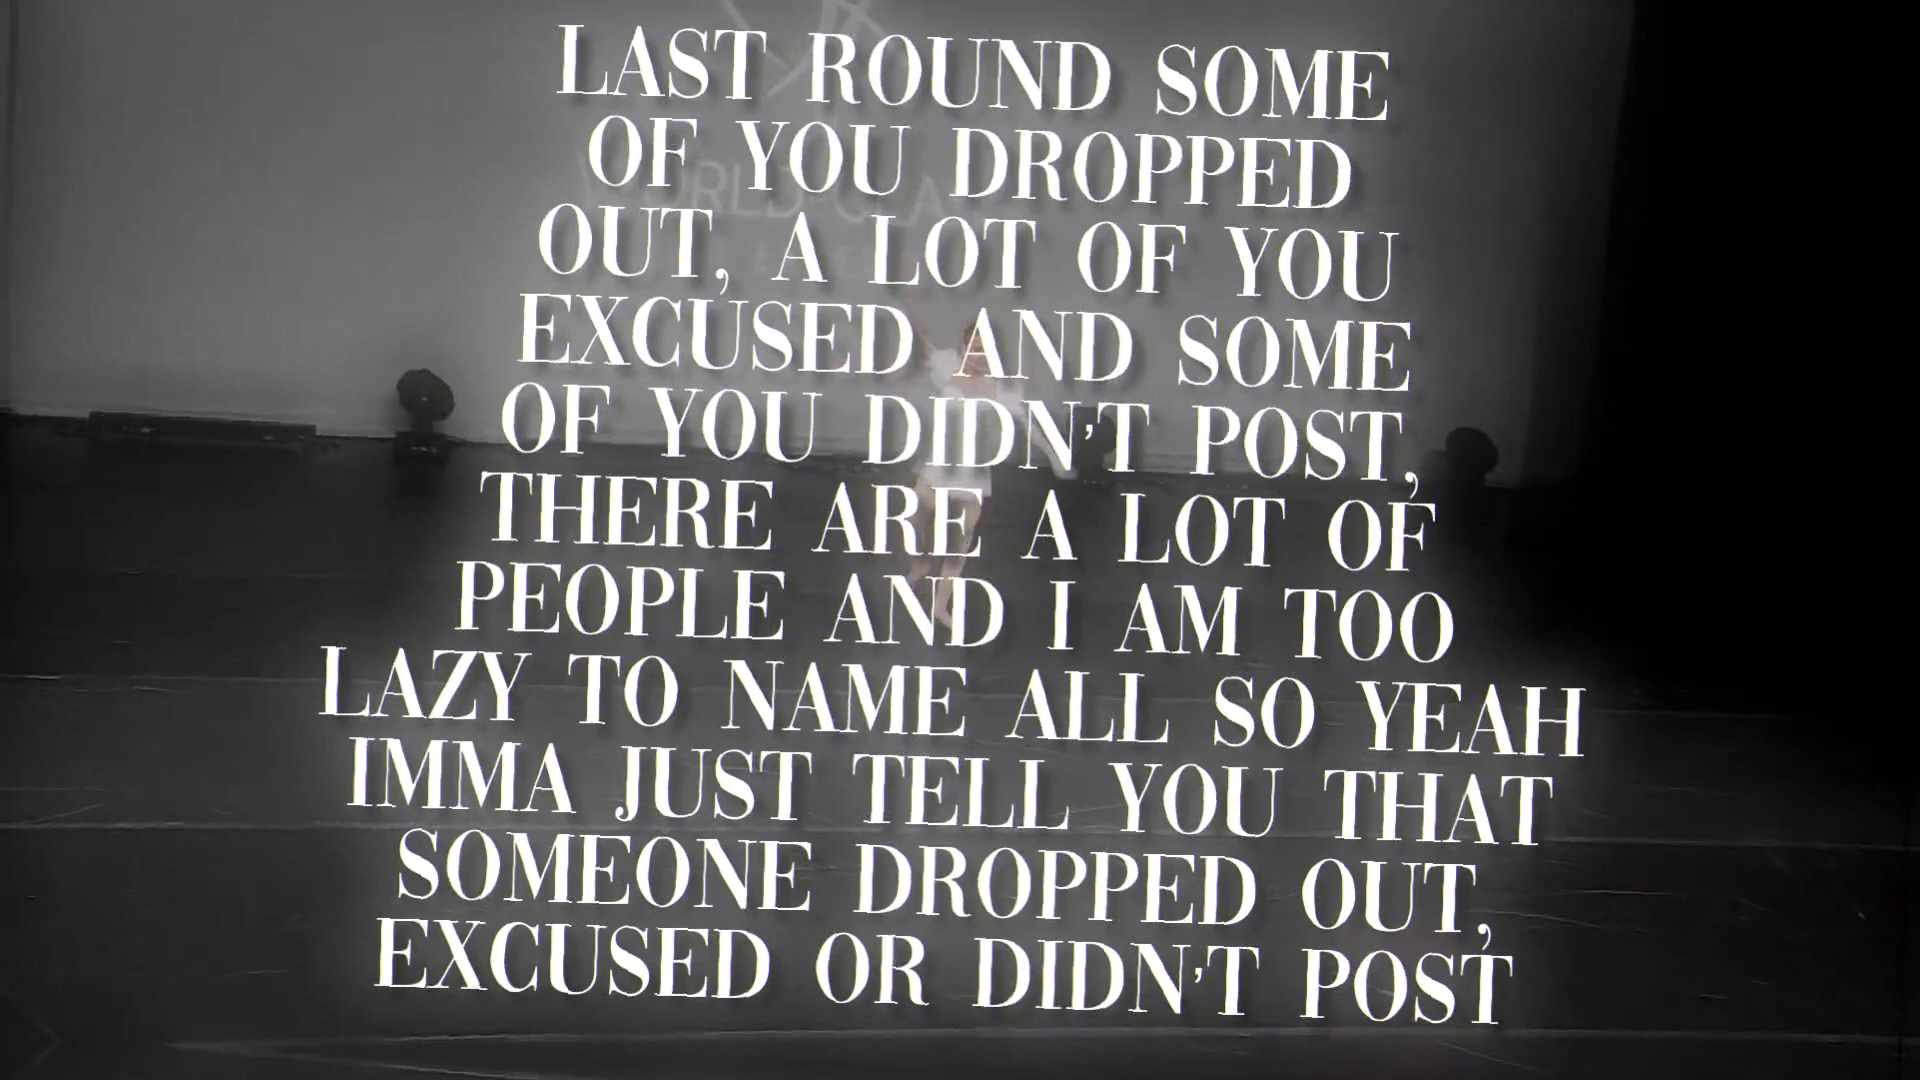 LAST ROUND SOME
OF YOU DROPPED
OUT, A LOT OF YOU
EXCUSED AND SOME
OF YOU DIDN'T POST,
THERE ARE A LOT OF
PEOPLE AND I AM TOO
LAZY TO NAME ALL SO YEAH
IMMA JUST TELL YOU THAT
SOMEONE DROPPED OUT,
EXCUSED OR DIDN'T POST